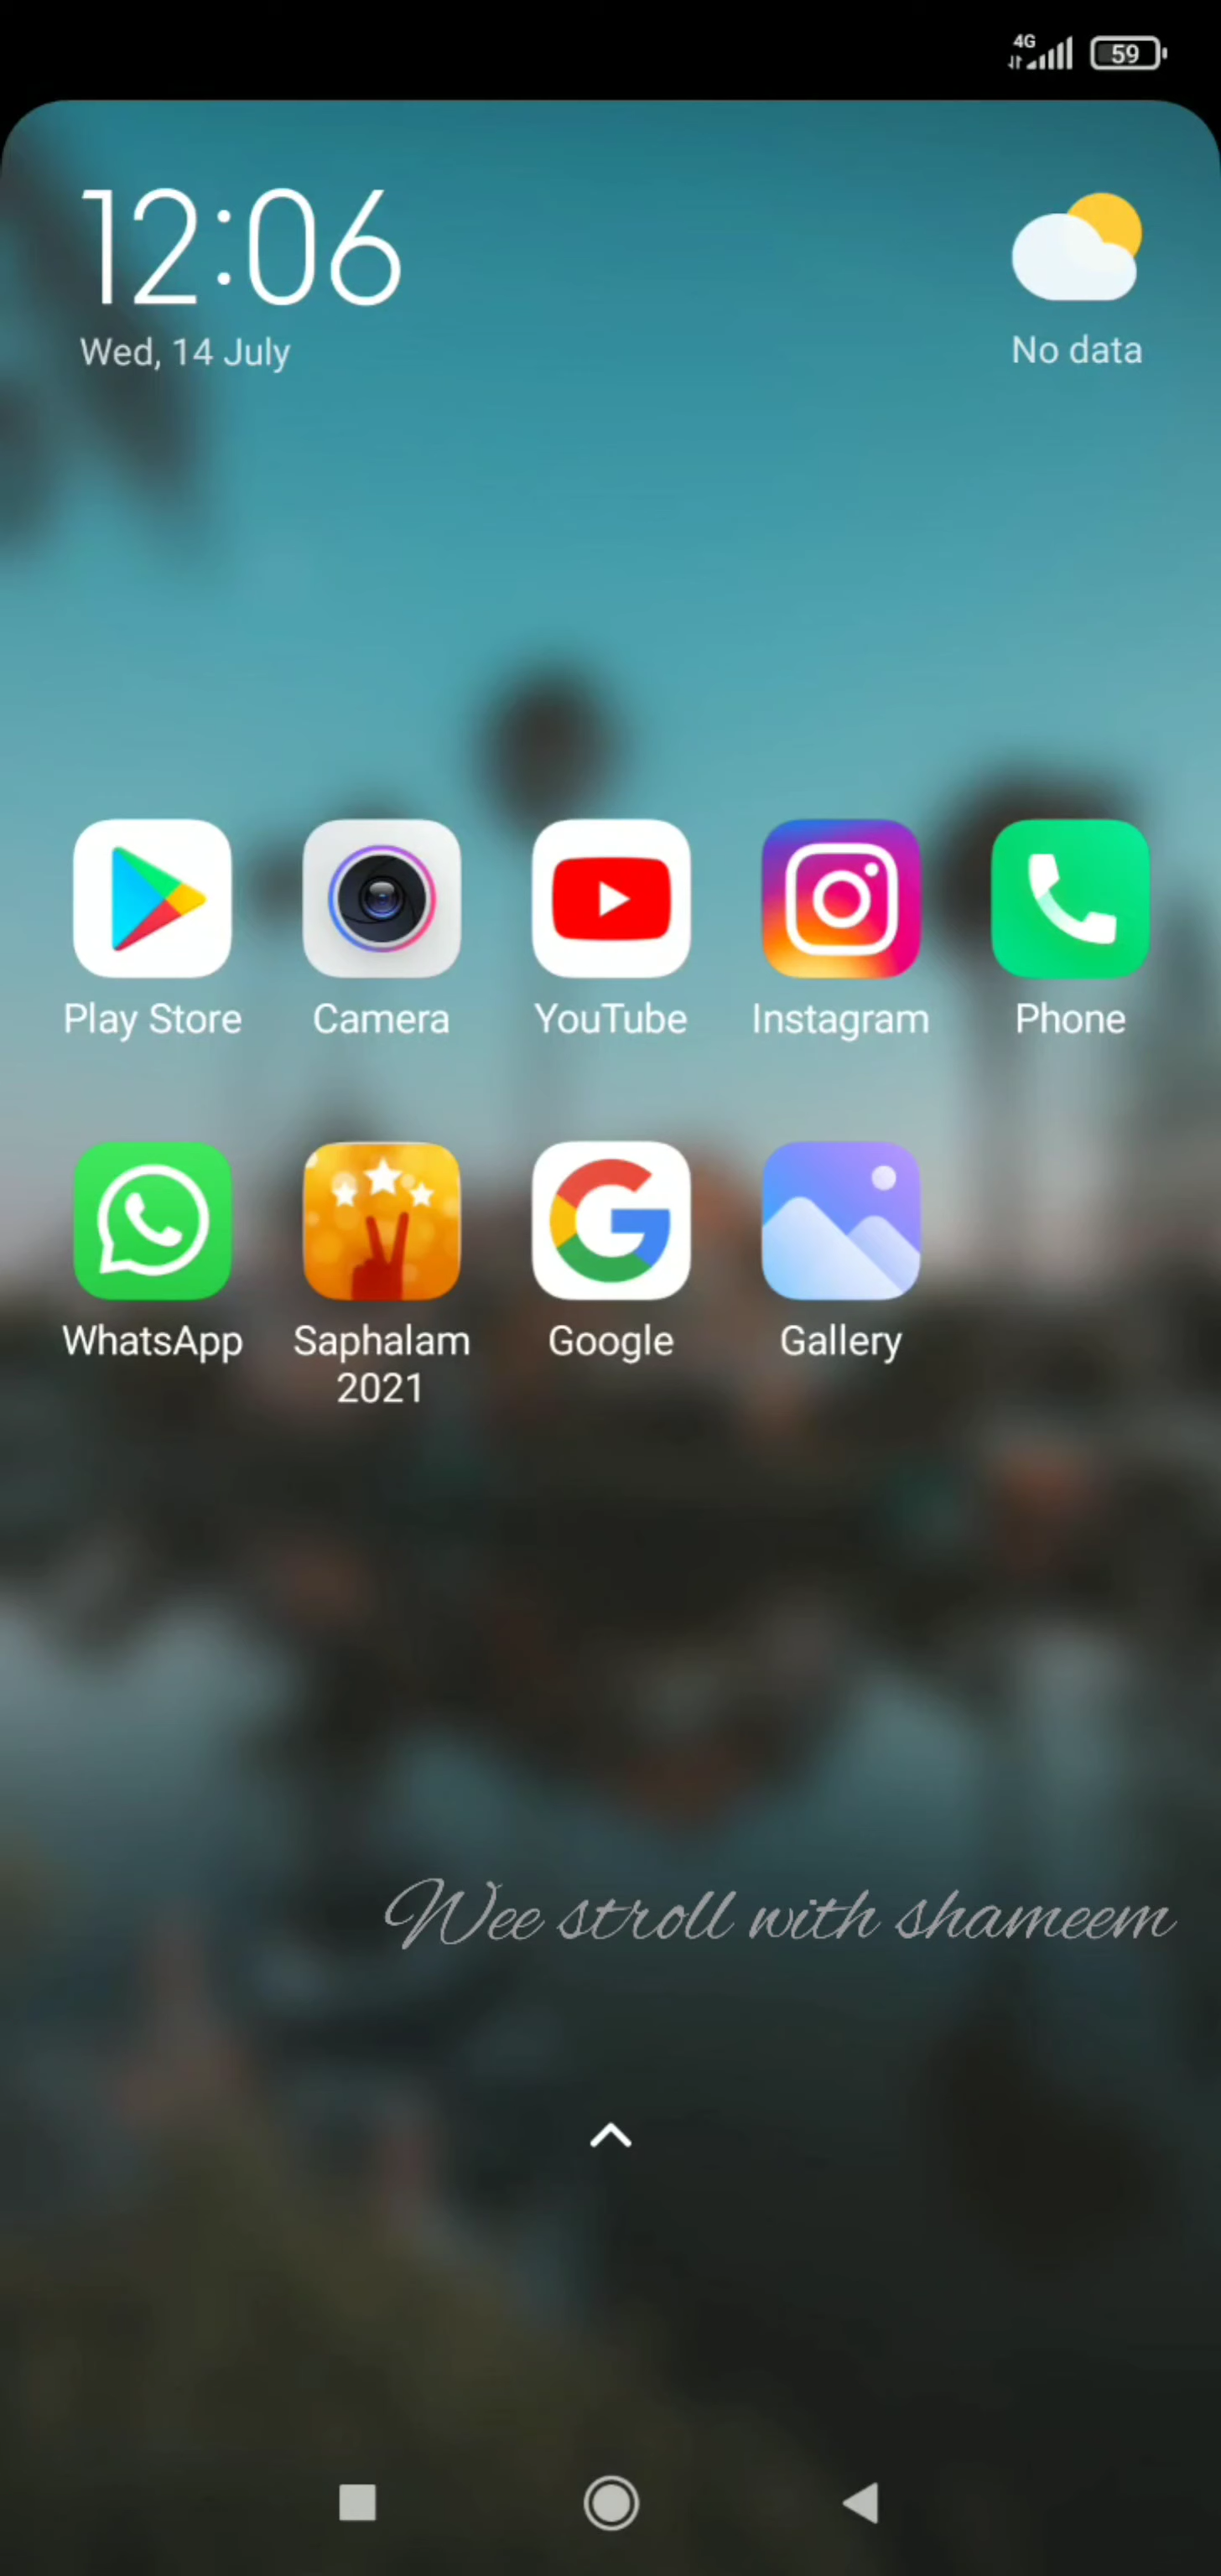 4G 59
12:06
Wed, 14 July
No data
Play Store Camera YouTube Instagram Phone
WhatsApp Saphalam 2021 Google Gallery
Wee stroll with shameem